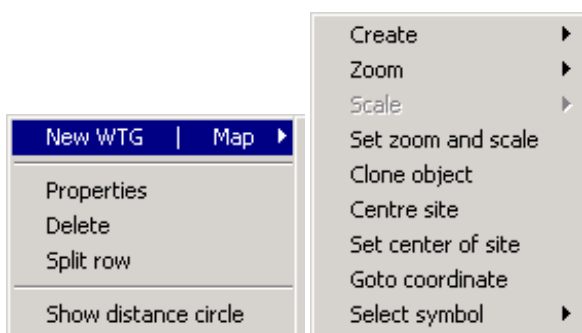 New WTG | Map
Properties
Delete
Split row
Show distance circle
Create
Zoom
Scale
Set zoom and scale
Clone object
Centre site
Set center of site
Goto coordinate
Select symbol